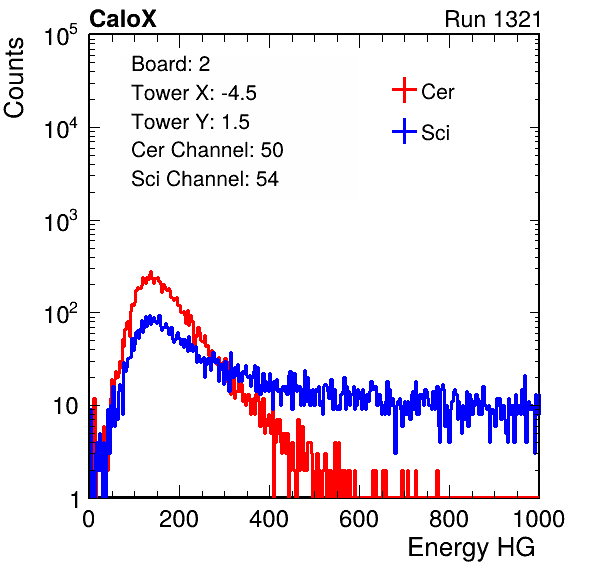 CaloX Run 1321
Counts
10^5
10^4
10^3
10^2
10
1
Board: 2
Tower X: -4.5
Tower Y: 1.5
Cer Channel: 50
Sci Channel: 54
Cer
Sci
0 200 400 600 800 1000
Energy HG